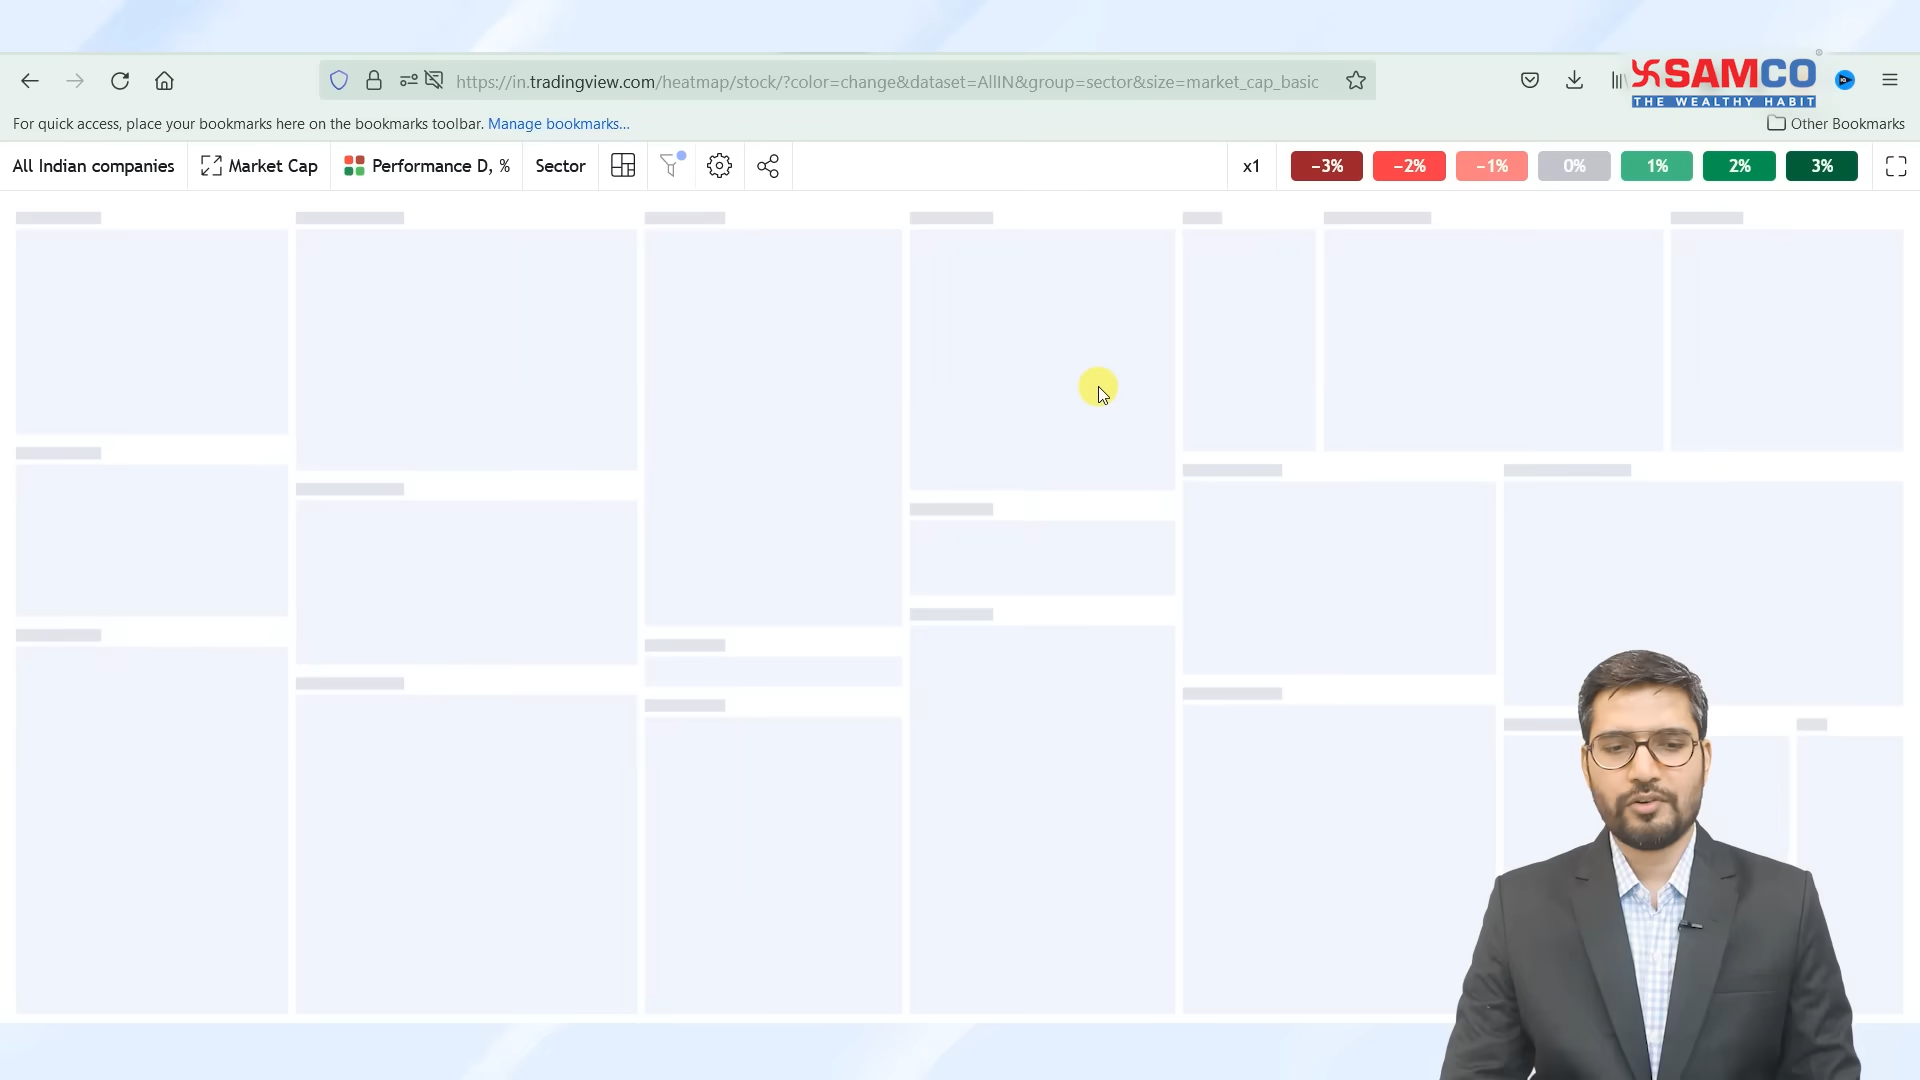 https://in.tradingview.com/heatmap/stock/?color=change&dataset=AllIN&group=sector&size=market_cap_basic
SAMCO
THE WEALTHY HABIT
For quick access, place your bookmarks here on the bookmarks toolbar. Manage bookmarks...
Other Bookmarks
All Indian companies
Market Cap
Performance D, %
Sector
x1
−3%
−2%
−1%
0%
1%
2%
3%